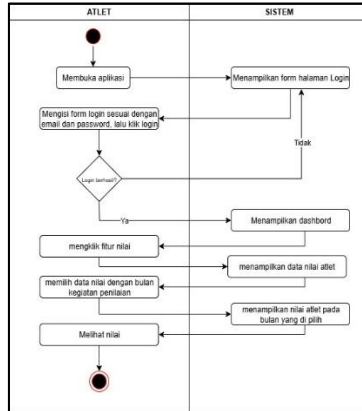 ATLET
SISTEM
Membuka aplikasi
Menampilkan form halaman Login
Mengisi form login sesuai dengan
email dan password, lalu klik login
Tidak
Login berhasil?
Ya
Menampilkan dashbord
mengklik fitur nilai
menampilkan data nilai atlet
memilih data nilai dengan bulan
kegiatan penilaian
menampilkan nilai atlet pada
bulan yang di pilih
Melihat nilai